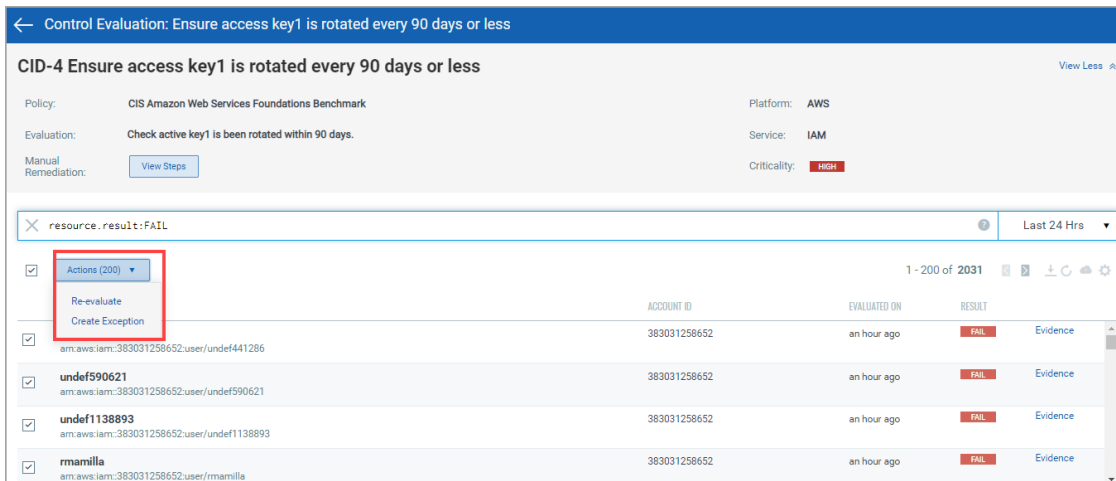 Control Evaluation: Ensure access key1 is rotated every 90 days or less
CID-4 Ensure access key1 is rotated every 90 days or less
View Less
Policy: CIS Amazon Web Services Foundations Benchmark Platform: AWS
Evaluation: Check active key1 is been rotated within 90 days. Service: IAM
Manual Remediation: View Steps Criticality: HIGH
resource.result:FAIL ? Last 24 Hrs
Actions (200) 1 - 200 of 2031
Re-evaluate
Create Exception
ACCOUNT ID EVALUATED ON RESULT
383031258652 an hour ago FAIL Evidence
arn:aws:iam::383031258652:user/undef441286
undef590621 383031258652 an hour ago FAIL Evidence
arn:aws:iam::383031258652:user/undef590621
undef1138893 383031258652 an hour ago FAIL Evidence
arn:aws:iam::383031258652:user/undef1138893
rmamilla 383031258652 an hour ago FAIL Evidence
arn:aws:iam::383031258652:user/rmamilla